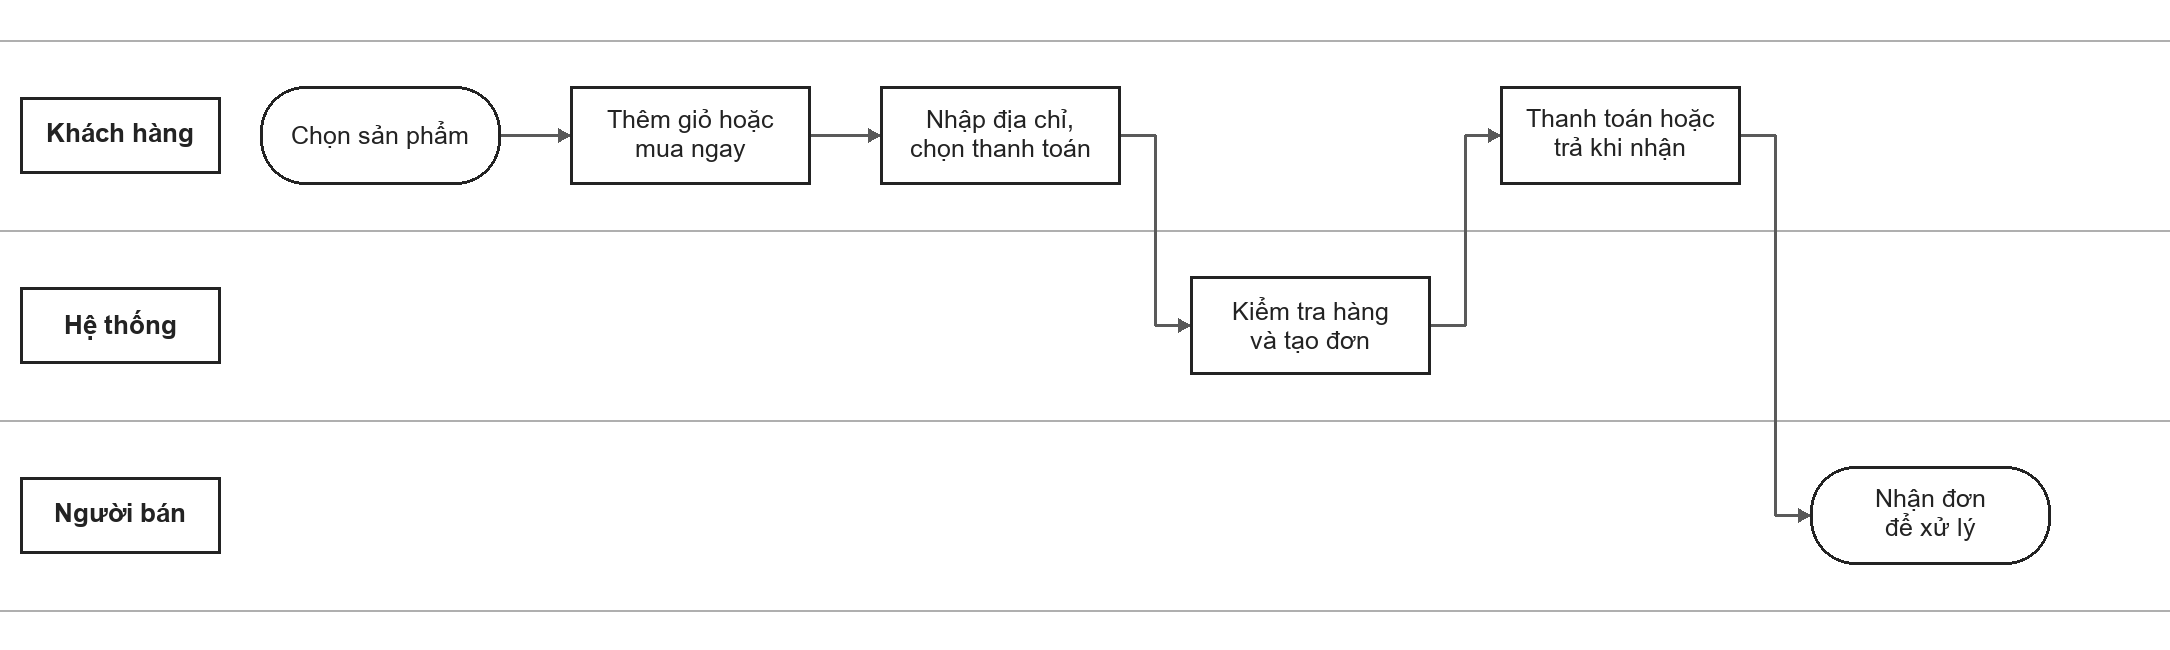 Khách hàng
Chọn sản phẩm
Thêm giỏ hoặc
mua ngay
Nhập địa chỉ,
chọn thanh toán
Thanh toán hoặc
trả khi nhận
Hệ thống
Kiểm tra hàng
và tạo đơn
Người bán
Nhận đơn
để xử lý